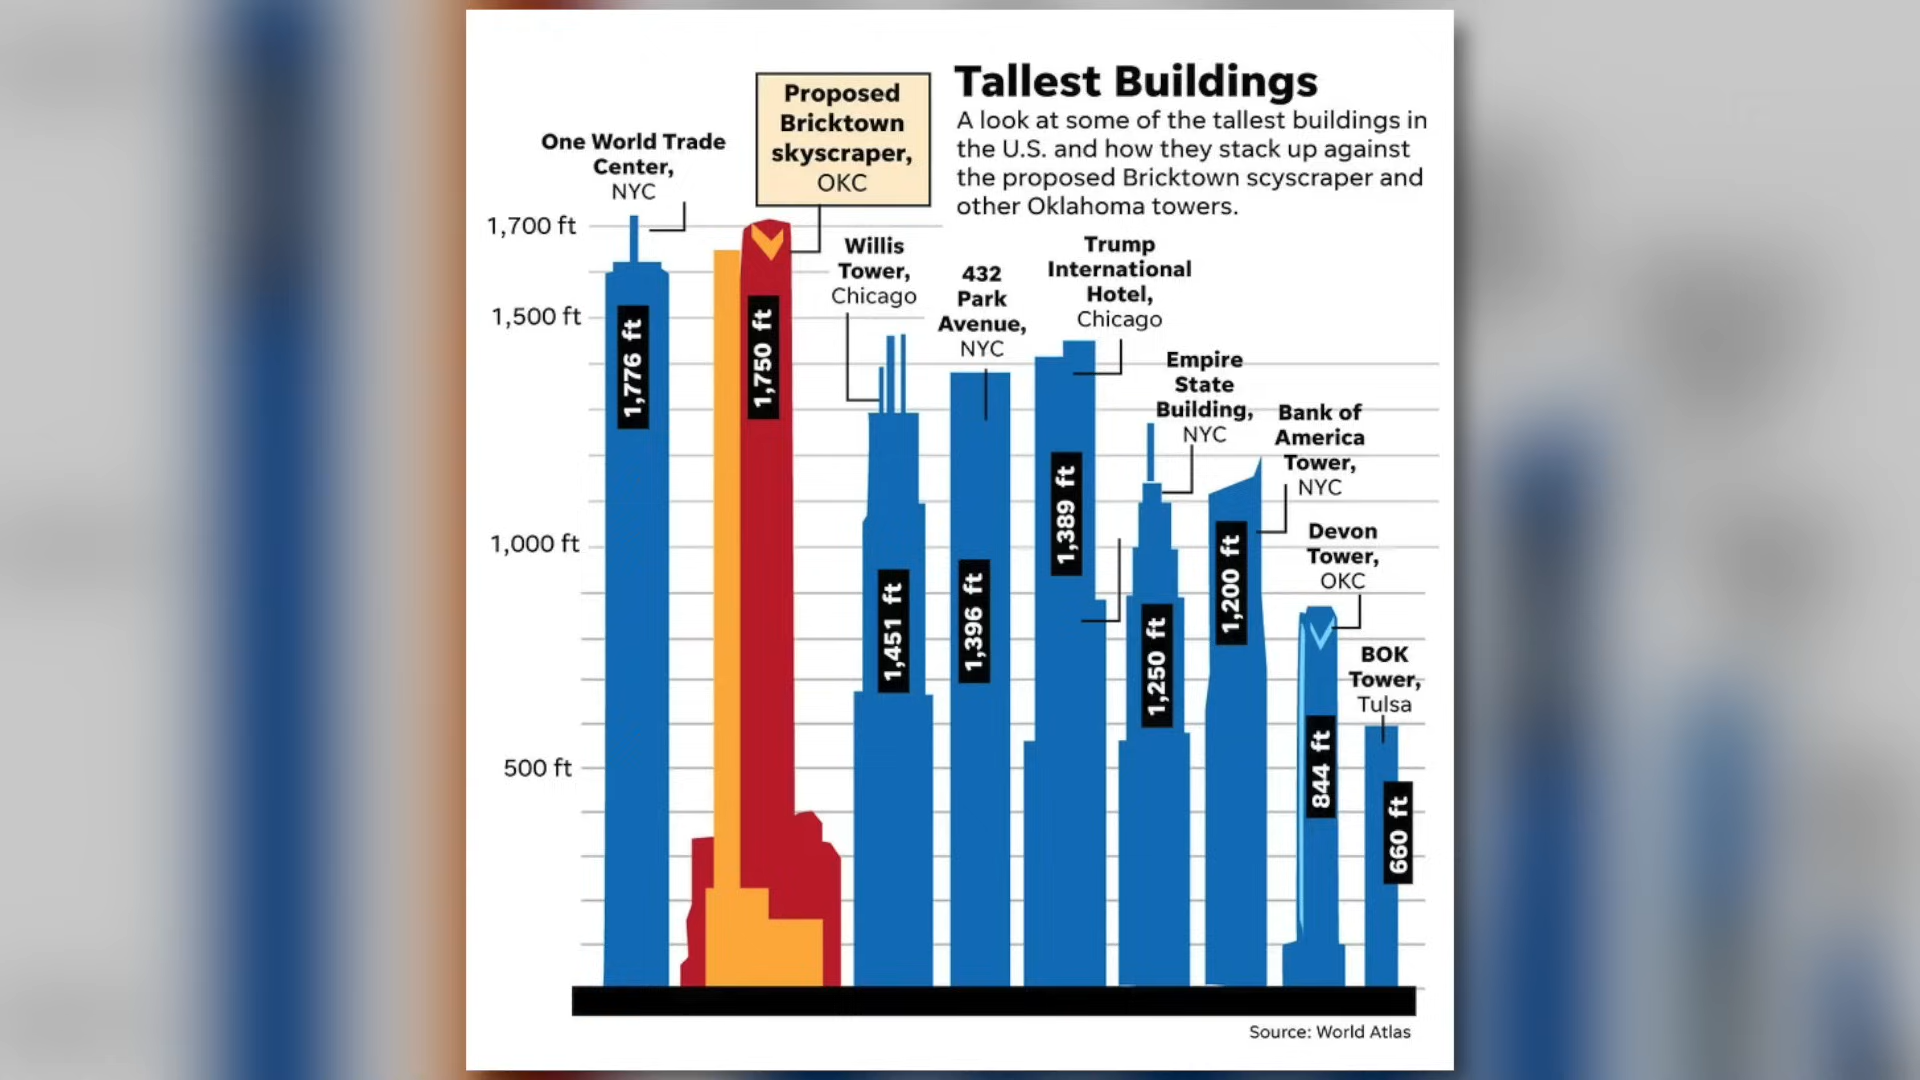 Tallest Buildings
A look at some of the tallest buildings in
the U.S. and how they stack up against
the proposed Bricktown scyscraper and
other Oklahoma towers.
One World Trade
Center,
NYC
Proposed
Bricktown
skyscraper,
OKC
Willis
Tower,
Chicago
432
Park
Avenue,
NYC
Trump
International
Hotel,
Chicago
Empire
State
Building,
NYC
Bank of
America
Tower,
NYC
Devon
Tower,
OKC
BOK
Tower,
Tulsa
1,700 ft
1,500 ft
1,000 ft
500 ft
1,776 ft
1,750 ft
1,451 ft
1,396 ft
1,389 ft
1,250 ft
1,200 ft
844 ft
660 ft
Source: World Atlas